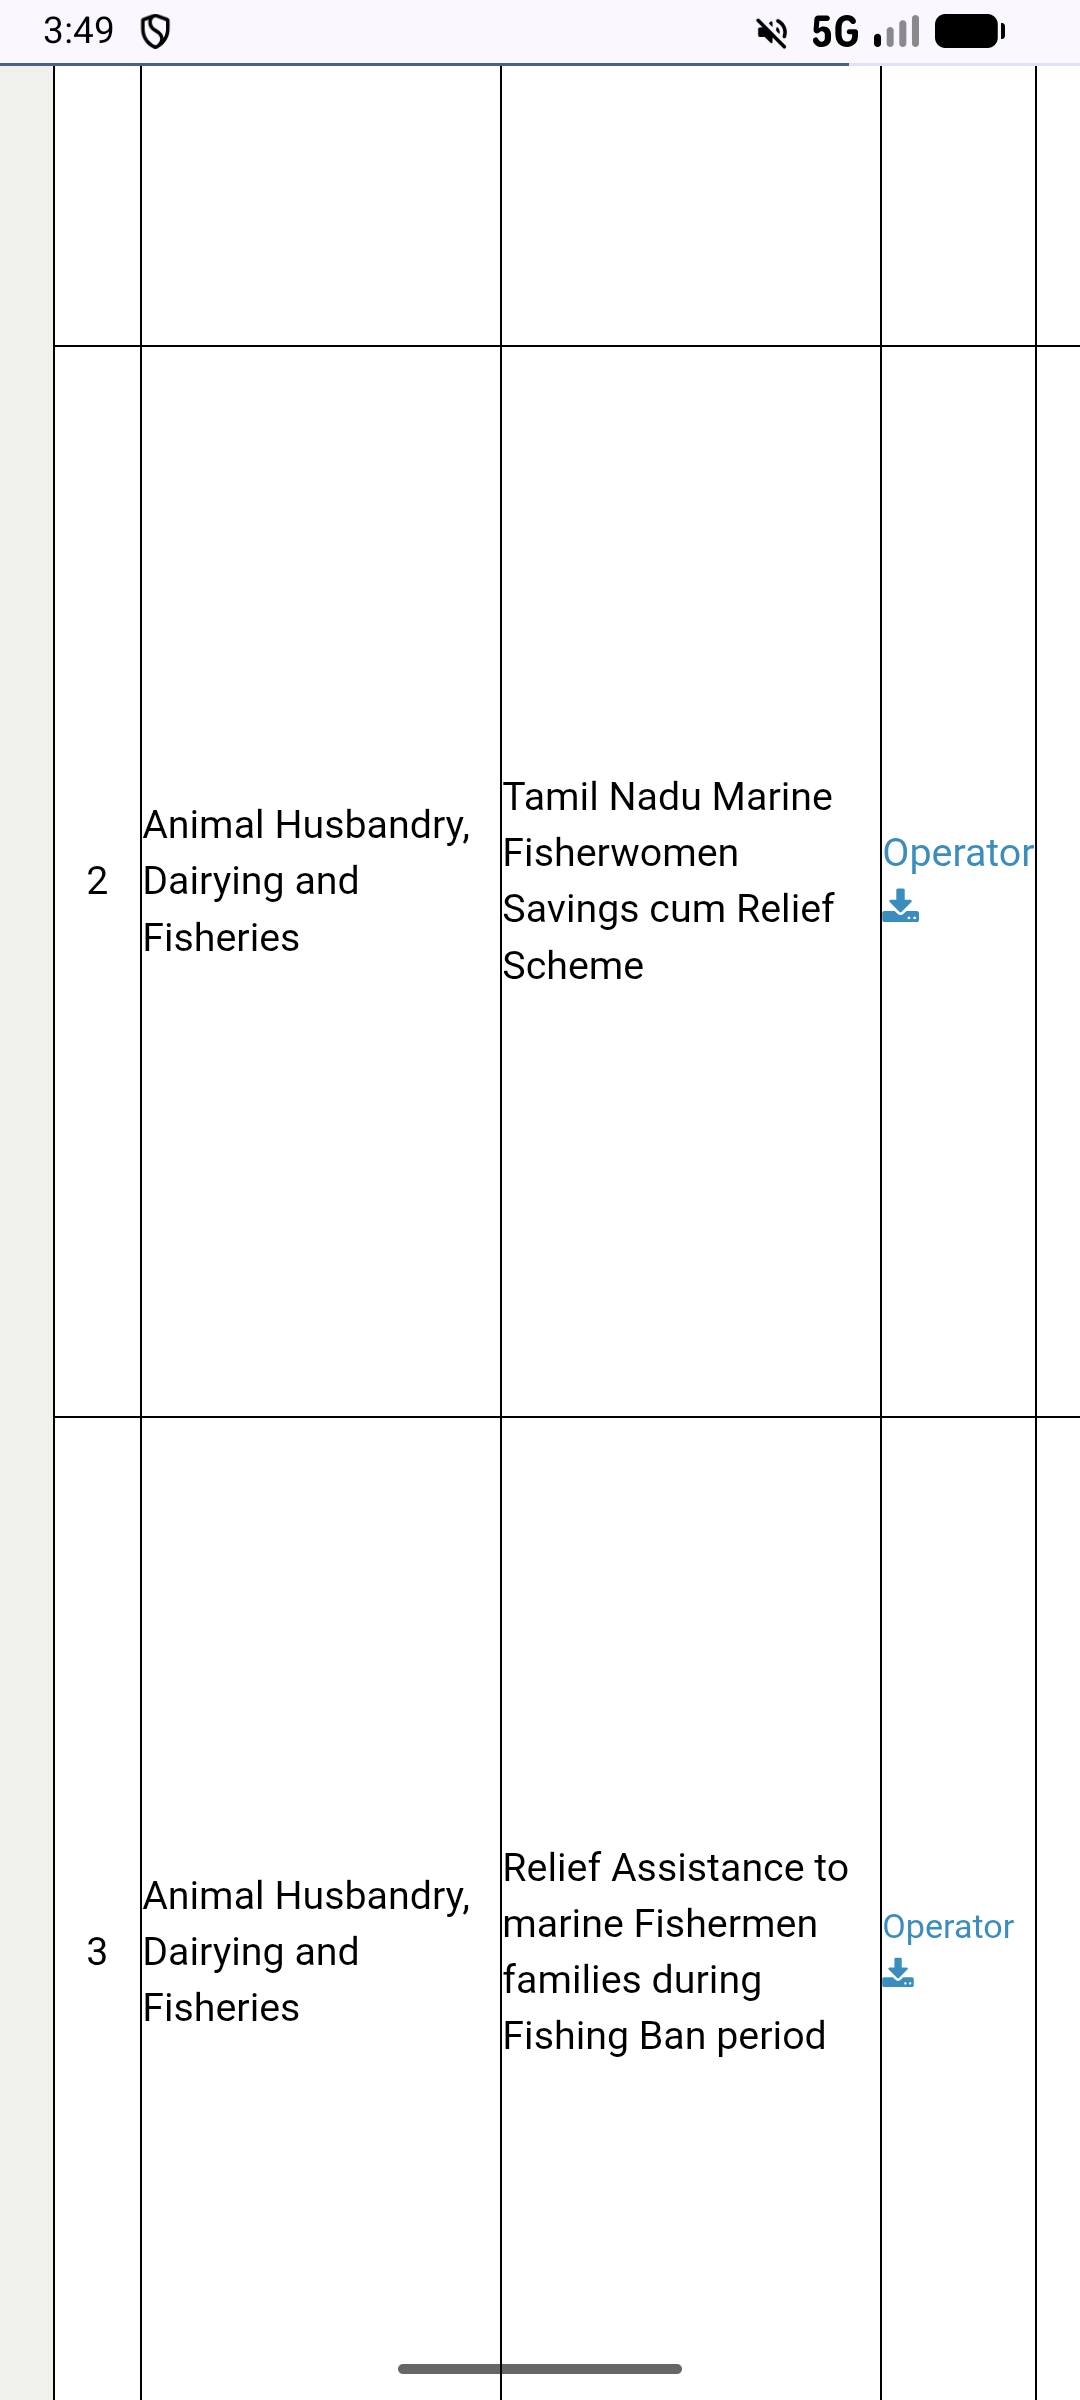 3:49
5G
2
Animal Husbandry,
Dairying and
Fisheries
Tamil Nadu Marine
Fisherwomen
Savings cum Relief
Scheme
Operator
3
Animal Husbandry,
Dairying and
Fisheries
Relief Assistance to
marine Fishermen
families during
Fishing Ban period
Operator